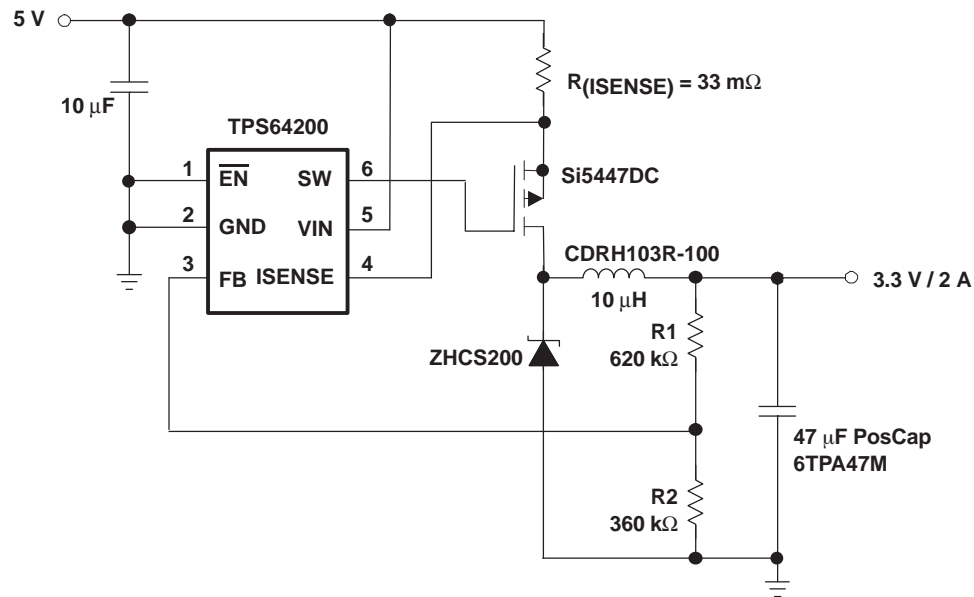 5 V
R(ISENSE) = 33 mΩ
10 µF
TPS64200
1
EN
SW
6
Si5447DC
2
GND
VIN
5
3
FB
ISENSE
4
CDRH103R-100
10 µH
3.3 V / 2 A
R1
620 kΩ
ZHCS200
47 µF PosCap
6TPA47M
R2
360 kΩ